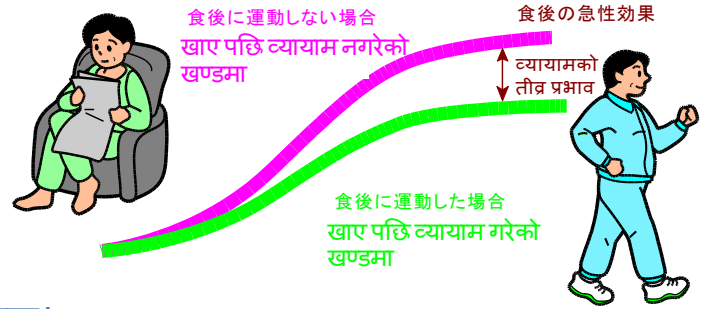 食後に運動しない場合
खाए पछि व्यायाम नगरेको
खण्डमा
食後の急性効果
व्यायामको
तीव्र प्रभाव
食後に運動した場合
खाए पछि व्यायाम गरेको
खण्डमा